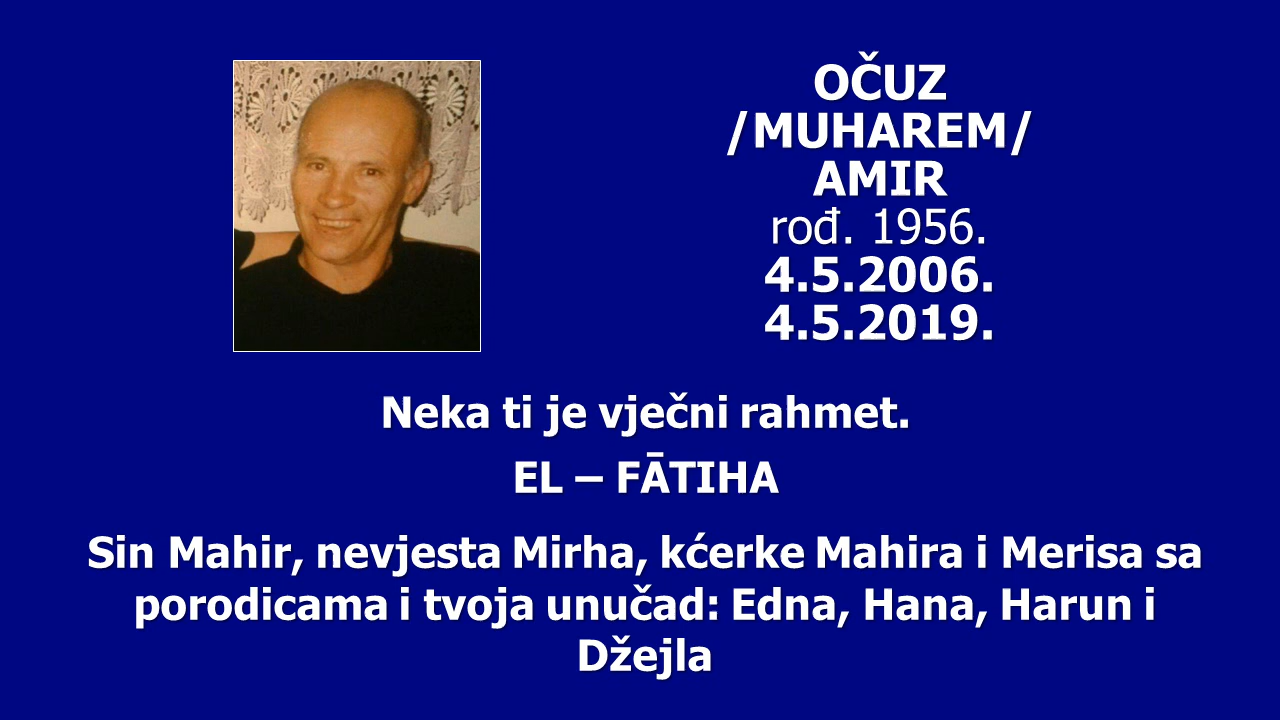 OČUZ
/MUHAREM/
AMIR
rođ. 1956.
4.5.2006.
4.5.2019.
Neka ti je vječni rahmet.
EL – FĀTIHA
Sin Mahir, nevjesta Mirha, kćerke Mahira i Merisa sa
porodicama i tvoja unučad: Edna, Hana, Harun i
Džejla